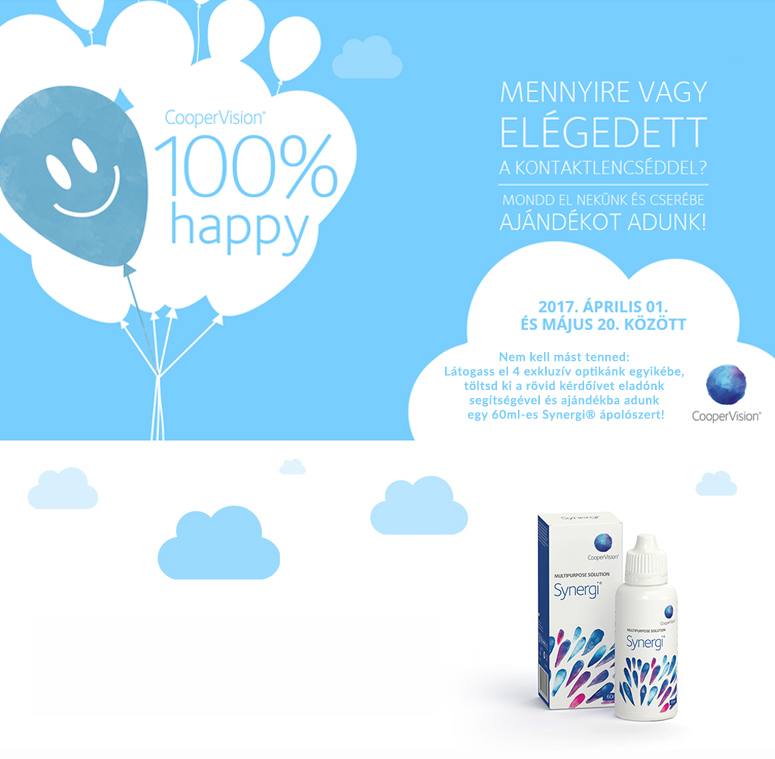 CooperVision®
100%
happy
MENNYIRE VAGY
ELÉGEDETT
A KONTAKTLENCSÉDDEL?
MONDD EL NEKÜNK ÉS CSERÉBE
AJÁNDÉKOT ADUNK!
2017. ÁPRILIS 01.
ÉS MÁJUS 20. KÖZÖTT
Nem kell mást tenned:
Látogass el 4 exkluzív optikánk egyikébe,
töltsd ki a rövid kérdőívet eladónk
segítségével és ajándékba adunk
egy 60ml-es Synergi® ápolószert!
CooperVision®
Synergi®
CooperVision®
MULTIPURPOSE SOLUTION
Synergi®
CooperVision®
MULTIPURPOSE SOLUTION
Synergi®